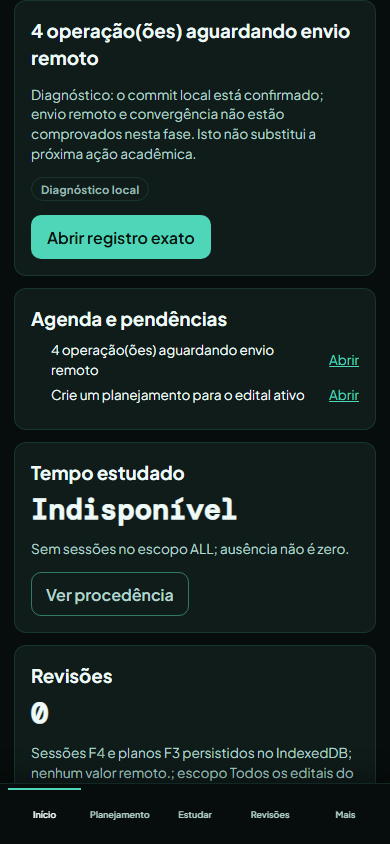 4 operação(ões) aguardando envio
remoto
Diagnóstico: o commit local está confirmado;
envio remoto e convergência não estão
comprovados nesta fase. Isto não substitui a
próxima ação acadêmica.
Diagnóstico local
Abrir registro exato
Agenda e pendências
4 operação(ões) aguardando envio
remoto
Abrir
Crie um planejamento para o edital ativo
Abrir
Tempo estudado
Indisponível
Sem sessões no escopo ALL; ausência não é zero.
Ver procedência
Revisões
0
Sessões F4 e planos F3 persistidos no IndexedDB;
nenhum valor remoto.; escopo Todos os editais do
Início
Planejamento
Estudar
Revisões
Mais